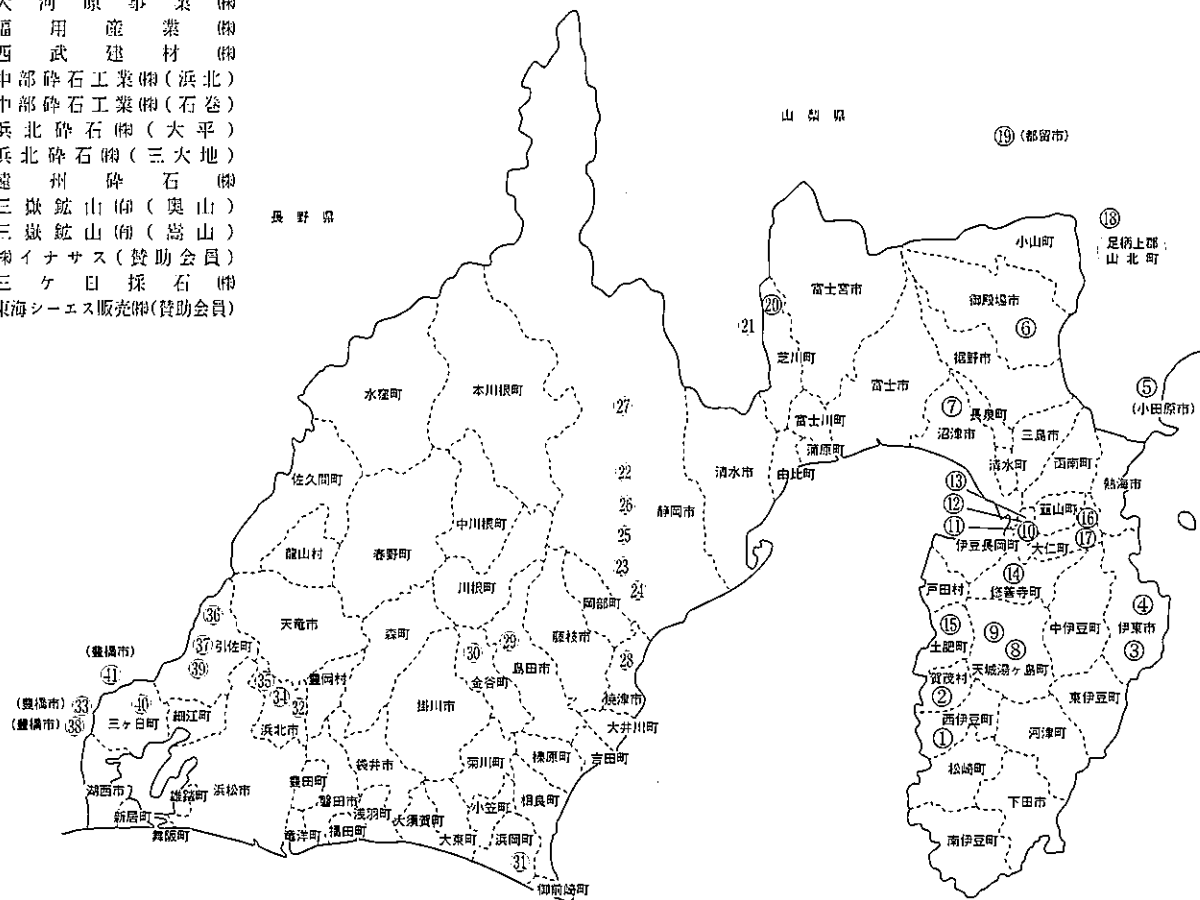 大河原事業㈱
福用産業㈱
西武建材㈱
中部砕石工業㈱(浜北)
中部砕石工業㈱(石巻)
浜北砕石㈱(大平)
浜北砕石㈱(三大地)
遠州砕石㈱
三嶽鉱山㈲(奥山)
三嶽鉱山㈲(嵩山)
㈱イナサス(賛助会員)
三ケ日採石㈱
東海シーエス販売㈱(賛助会員)
山梨県
⑲(都留市)
長野県
⑱
足柄上郡
山北町
小山町
富士宮市
御殿場市
⑳
⑥
㉑
芝川町
裾野市
富士市
水窪町
本川根町
⑤
(小田原市)
㉗
⑦
長泉町
富士川町
沼津市
三島市
蒲原町
清水町
函南町
佐久間町
㉒
清水市
由比町
熱海市
⑬
㉖
静岡市
⑫
韮山町
⑯
中川根町
⑪
⑩
㉕
龍山村
春野町
伊豆長岡町
大仁町
⑰
㉓
⑭
川根町
㉔
戸田村
修善寺町
岡部町
④
㊱
天竜市
森町
藤枝市
⑮
⑨
中伊豆町
伊東市
㊲
引佐町
㉚
㉙
土肥町
⑧
③
(豊橋市)
㊶
㊴
島田市
㉘
天城湯ヶ島町
㉟
豊岡村
金谷町
賀茂村
(豊橋市)㉝
㊵
㉞
焼津市
②
東伊豆町
(豊橋市)㊳
三ヶ日町
細江町
㉜
掛川市
西伊豆町
浜北市
大井川町
①
河津町
吉田町
榛原町
袋井市
菊川町
松崎町
豊田町
湖西市
雄踏町
浜松市
磐田市
小笠町
相良町
下田市
新居町
浅羽町
大須賀町
舞阪町
竜洋町
福田町
大東町
浜岡町
南伊豆町
㉛
御前崎町